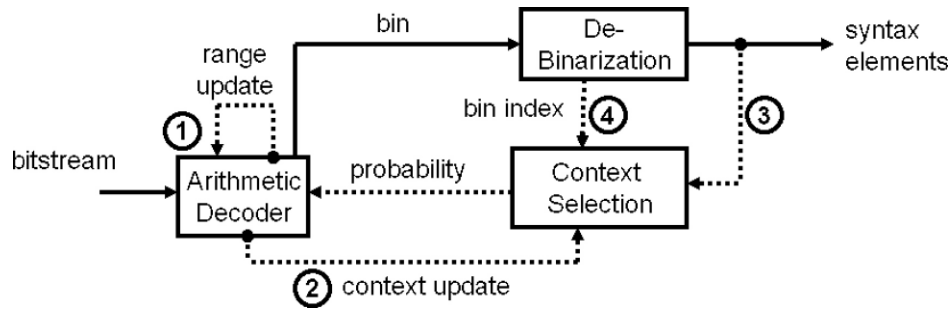 bin
De-
Binarization
syntax
elements
range
update
1
bin index
4
3
bitstream
Arithmetic
Decoder
probability
Context
Selection
2
context update